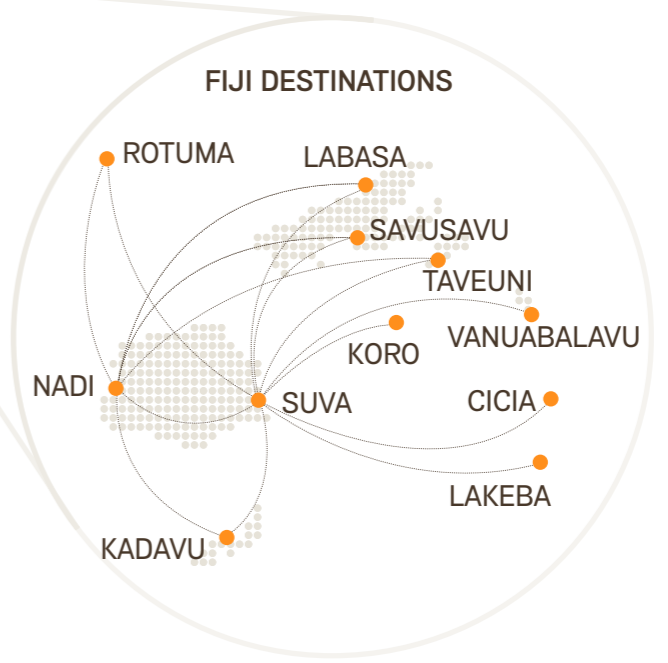 FIJI DESTINATIONS
ROTUMA
LABASA
SAVUSAVU
TAVEUNI
VANUABALAVU
KORO
NADI
SUVA
CICIA
LAKEBA
KADAVU